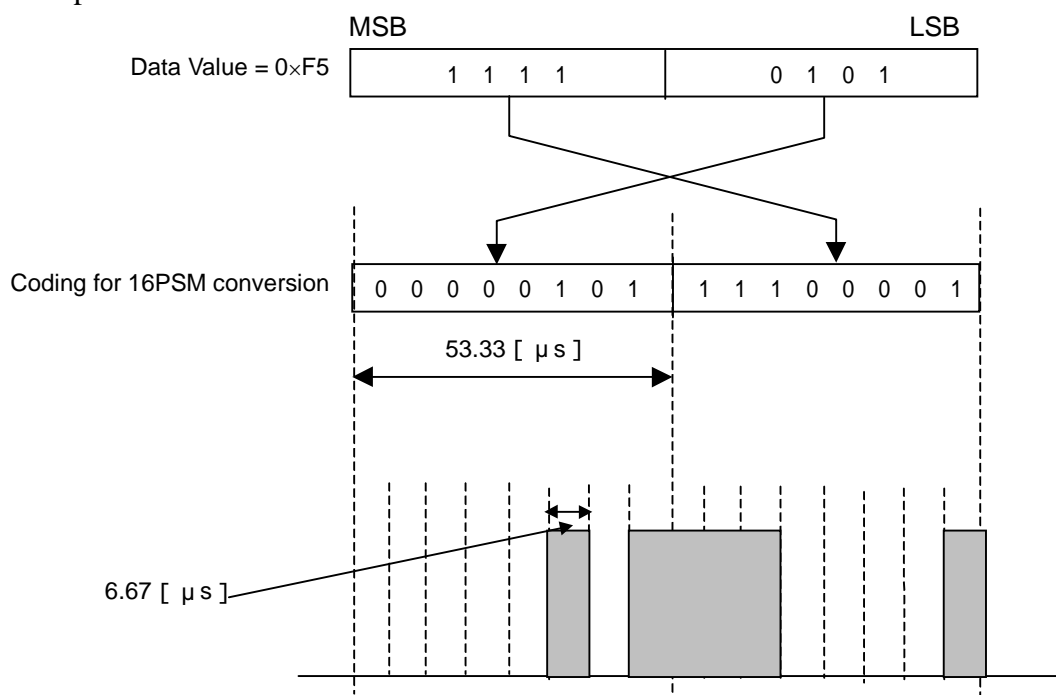 MSB LSB
Data Value = 0×F5 1 1 1 1 0 1 0 1
Coding for 16PSM conversion 0 0 0 0 0 1 0 1 1 1 1 0 0 0 0 1
53.33 [ μs ]
6.67 [ μs ]